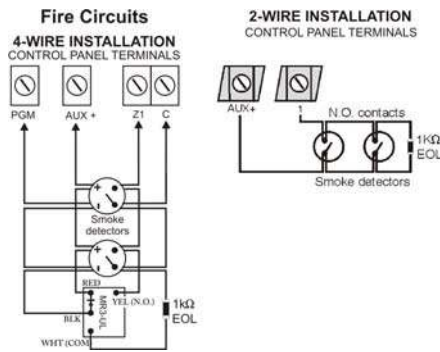 Fire Circuits
4-WIRE INSTALLATION
CONTROL PANEL TERMINALS
PGM AUX + Z1 C
+
-
Smoke
detectors
+
-
RED
YEL (N.O.)
MR3-UL
BLK
WHT (COM
1kΩ
EOL
2-WIRE INSTALLATION
CONTROL PANEL TERMINALS
AUX+ 1
N.O. contacts
1KΩ
EOL
Smoke detectors